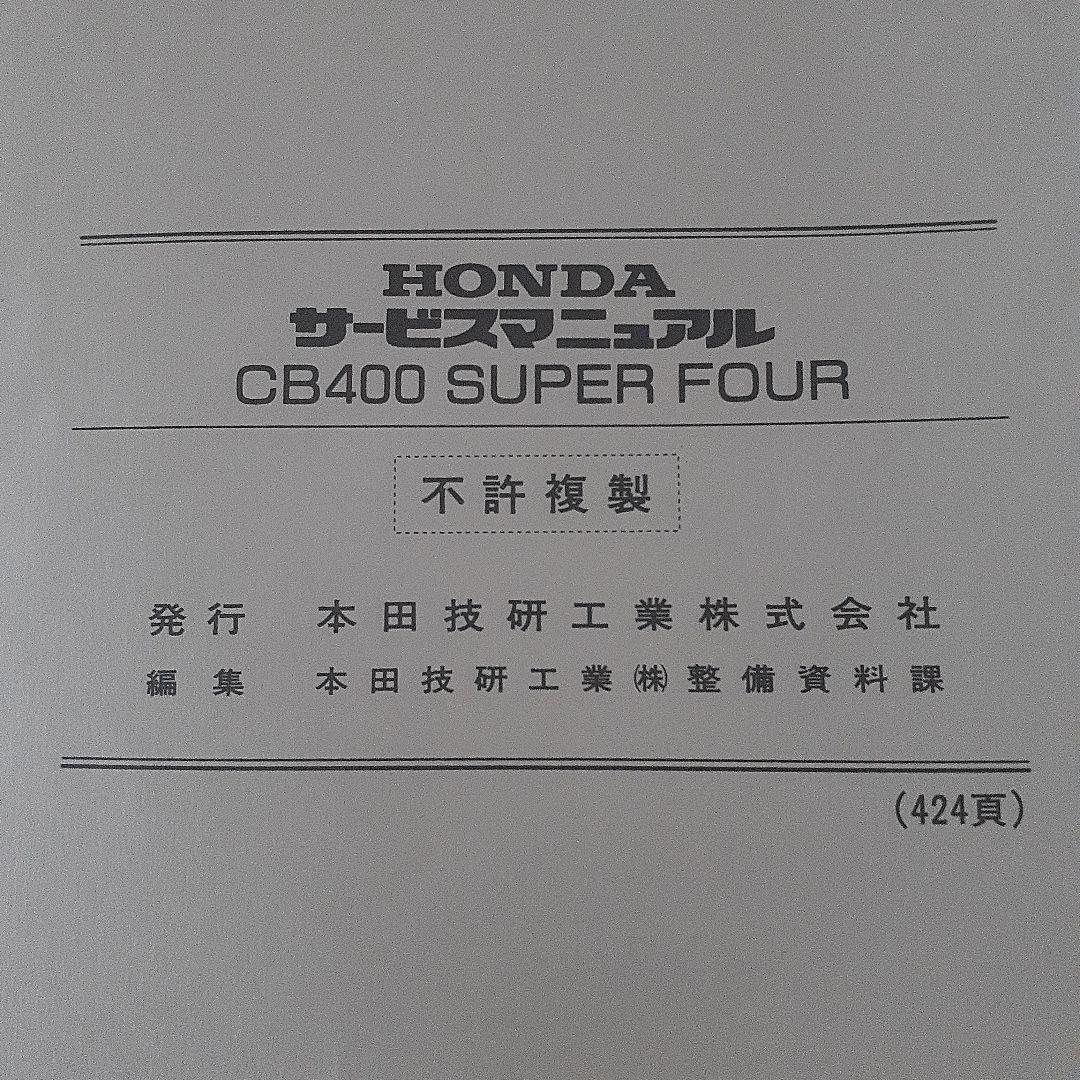 HONDA
サービスマニュアル
CB400 SUPER FOUR
不許複製
発行 本田技研工業株式会社
編集 本田技研工業㈱整備資料課
(424頁)